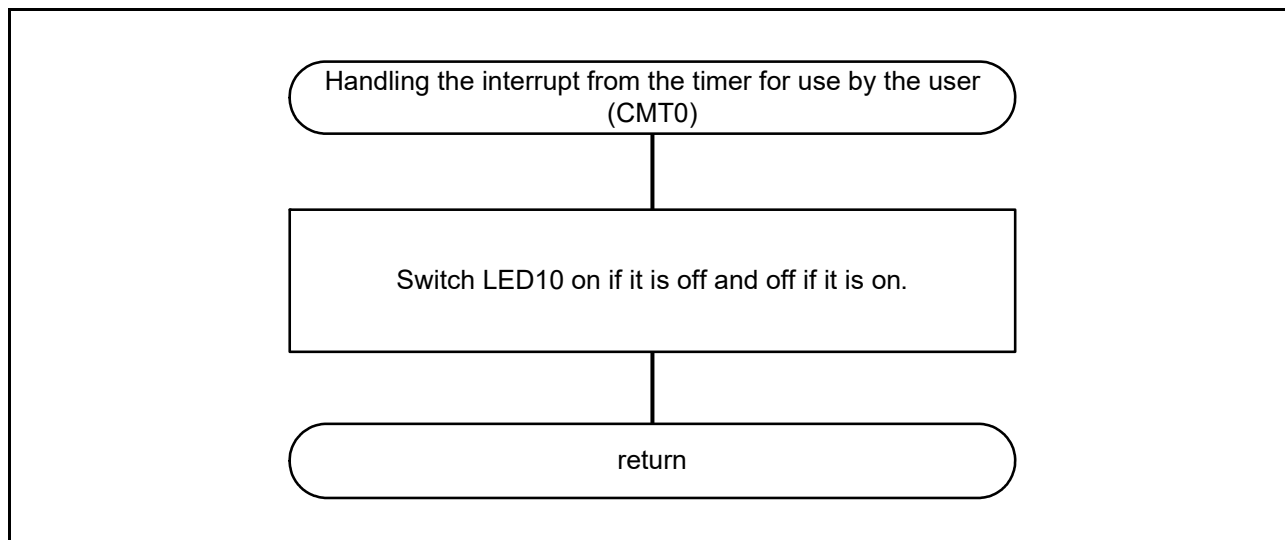 Handling the interrupt from the timer for use by the user
(CMT0)
Switch LED10 on if it is off and off if it is on.
return